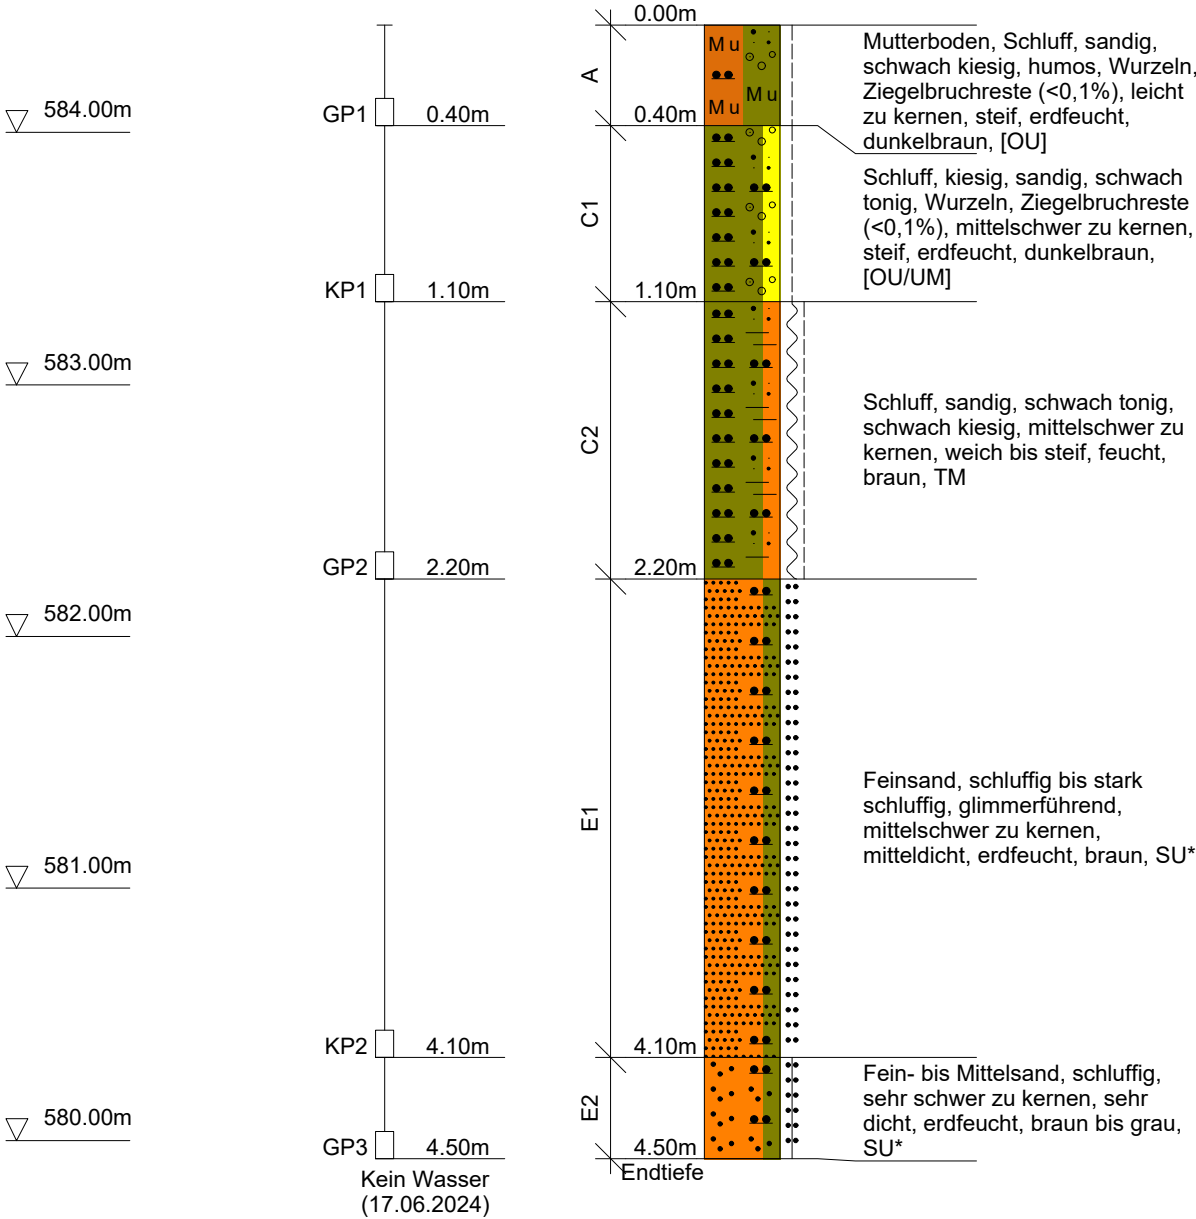 0.00m
Mu
Mutterboden, Schluff, sandig,
schwach kiesig, humos, Wurzeln,
Ziegelbruchreste (<0,1%), leicht
zu kernen, steif, erdfeucht,
dunkelbraun, [OU]
A
Mu
Mu
584.00m
GP1 0.40m
0.40m
Schluff, kiesig, sandig, schwach
tonig, Wurzeln, Ziegelbruchreste
(<0,1%), mittelschwer zu kernen,
steif, erdfeucht, dunkelbraun,
[OU/UM]
C1
KP1 1.10m
1.10m
583.00m
Schluff, sandig, schwach tonig,
schwach kiesig, mittelschwer zu
kernen, weich bis steif, feucht,
braun, TM
C2
GP2 2.20m
2.20m
582.00m
Feinsand, schluffig bis stark
schluffig, glimmerführend,
mittelschwer zu kernen,
mitteldicht, erdfeucht, braun, SU*
E1
581.00m
KP2 4.10m
4.10m
Fein- bis Mittelsand, schluffig,
sehr schwer zu kernen, sehr
dicht, erdfeucht, braun bis grau,
SU*
E2
580.00m
GP3 4.50m
4.50m
Endtiefe
Kein Wasser
(17.06.2024)